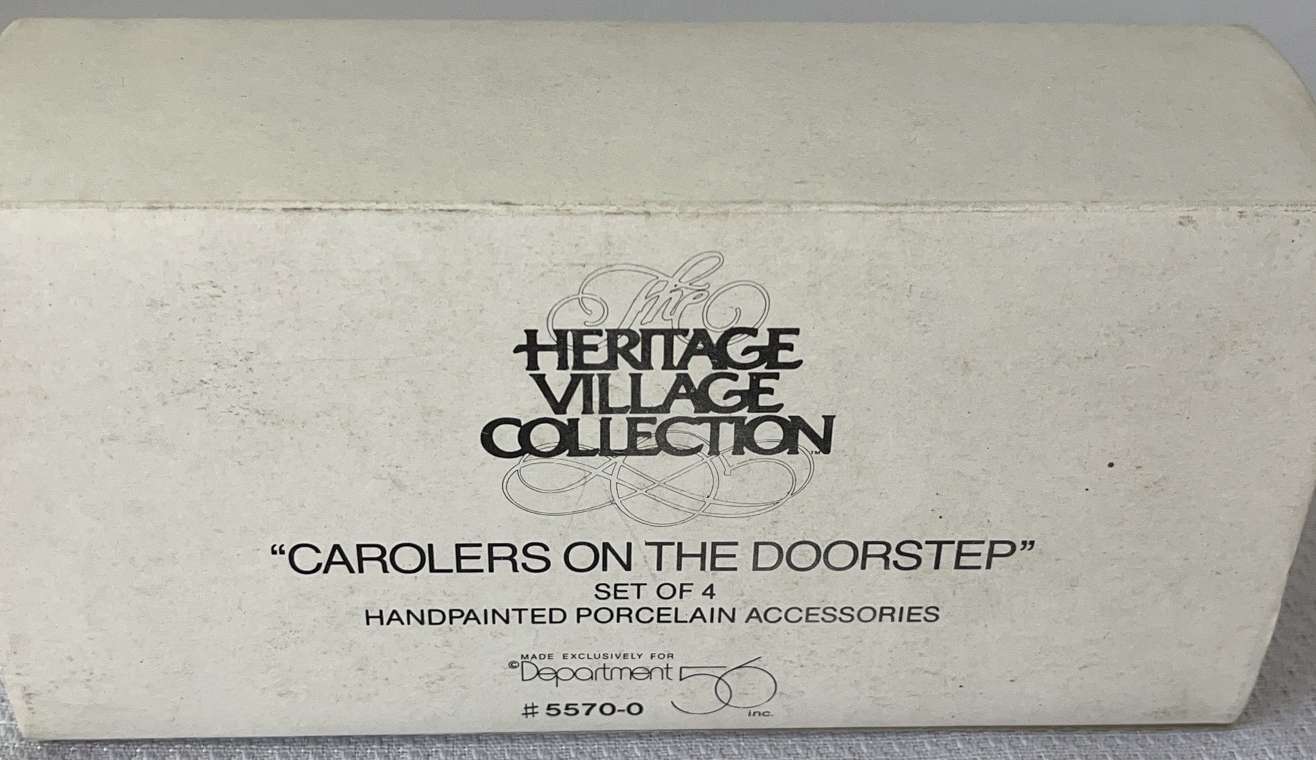 The
HERITAGE
VILLAGE
COLLECTION™
“CAROLERS ON THE DOORSTEP”
SET OF 4
HANDPAINTED PORCELAIN ACCESSORIES
MADE EXCLUSIVELY FOR
©Department 56 inc.
#5570-0